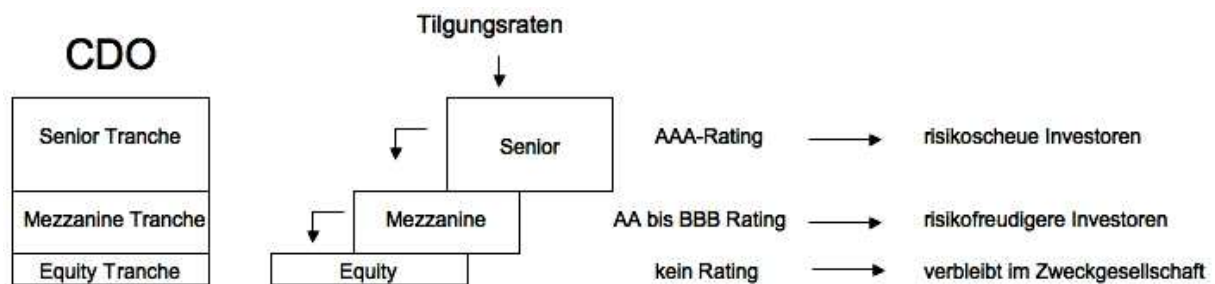 Tilgungsraten
CDO
Senior Tranche
Senior
AAA-Rating
risikoscheue Investoren
Mezzanine Tranche
Mezzanine
AA bis BBB Rating
risikofreudigere Investoren
Equity Tranche
Equity
kein Rating
verbleibt im Zweckgesellschaft